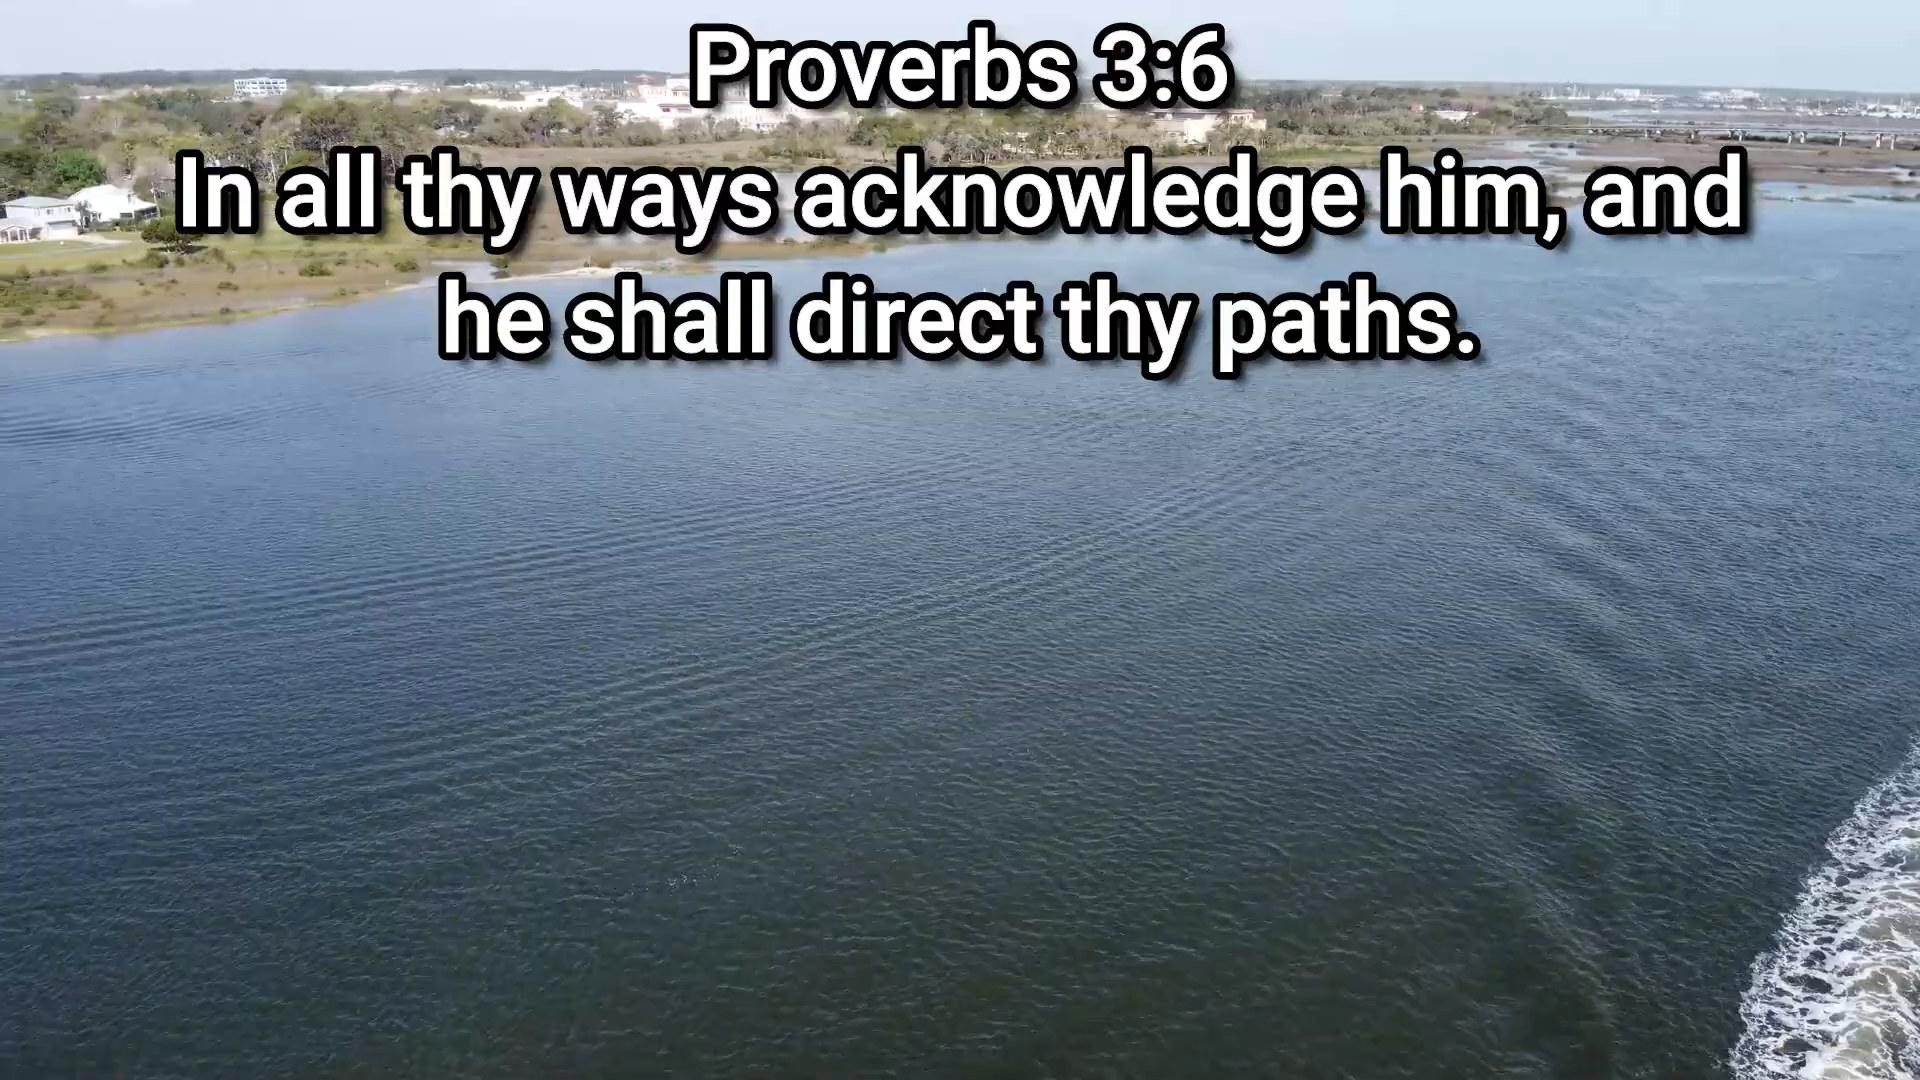 Proverbs 3:6
In all thy ways acknowledge him, and
he shall direct thy paths.